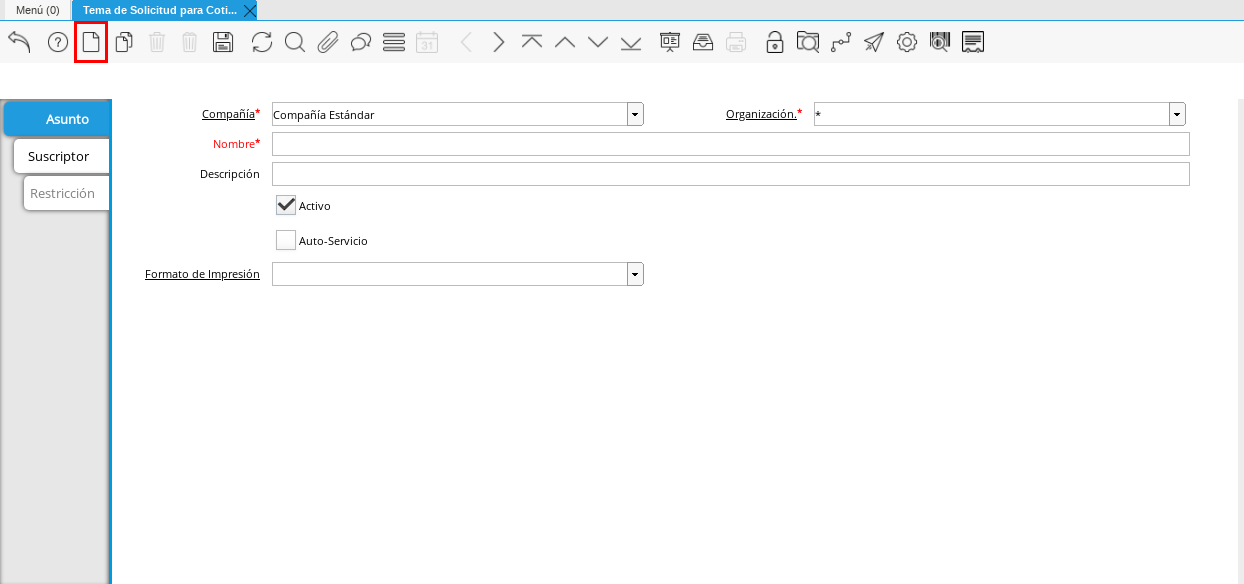 Menú (0)
Tema de Solicitud para Coti...
31
Asunto
Suscriptor
Restricción
Compañía* Compañía Estándar Organización.* *
Nombre*
Descripción
Activo
Auto-Servicio
Formato de Impresión